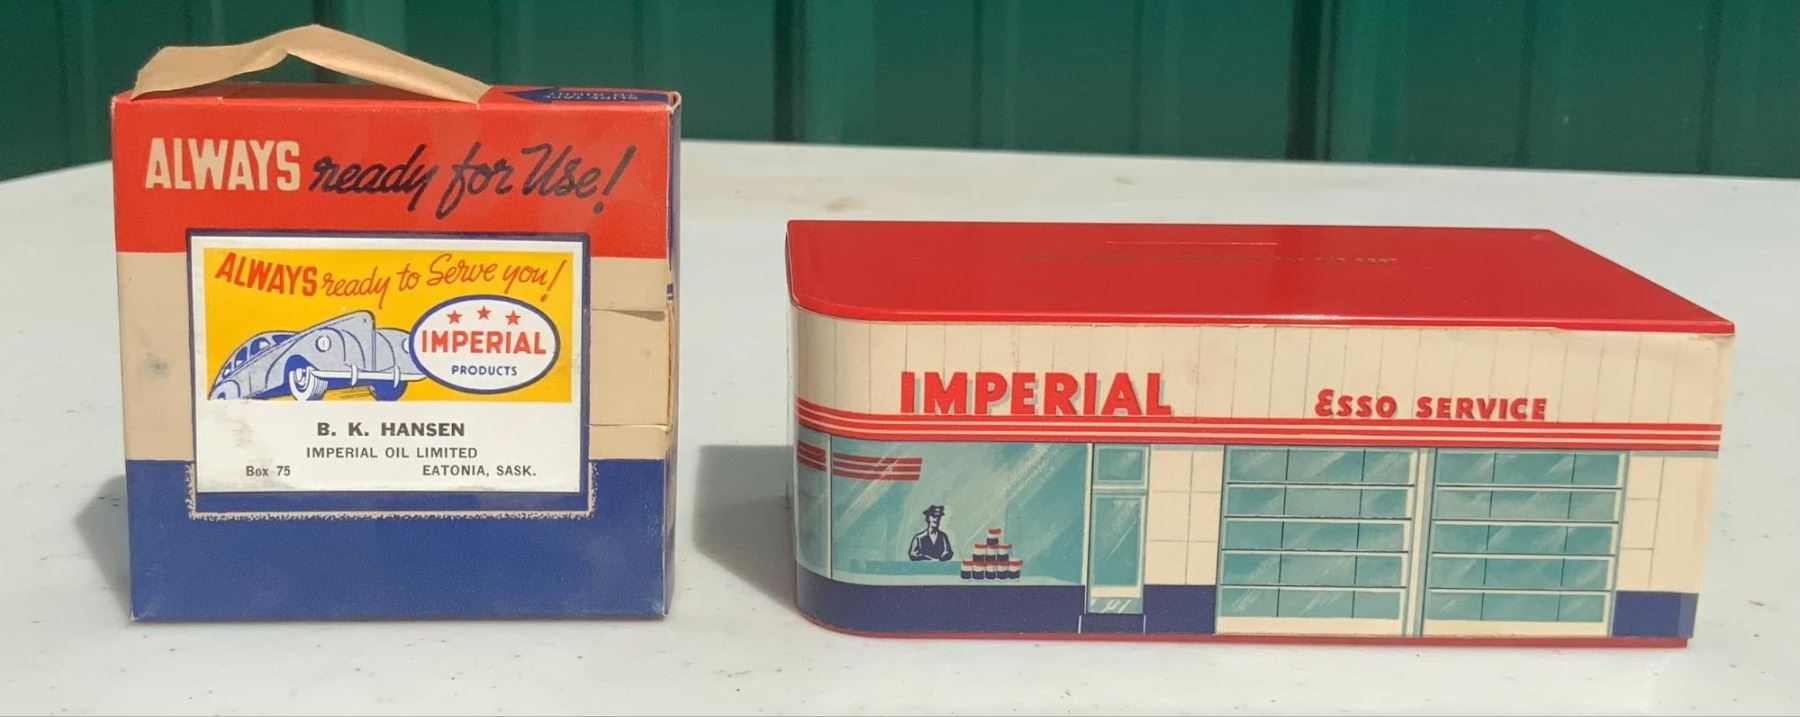 ALWAYS ready for Use!
ALWAYS ready to Serve you!
IMPERIAL
PRODUCTS
B. K. HANSEN
IMPERIAL OIL LIMITED
Box 75 EATONIA, SASK.
IMPERIAL
ESSO SERVICE